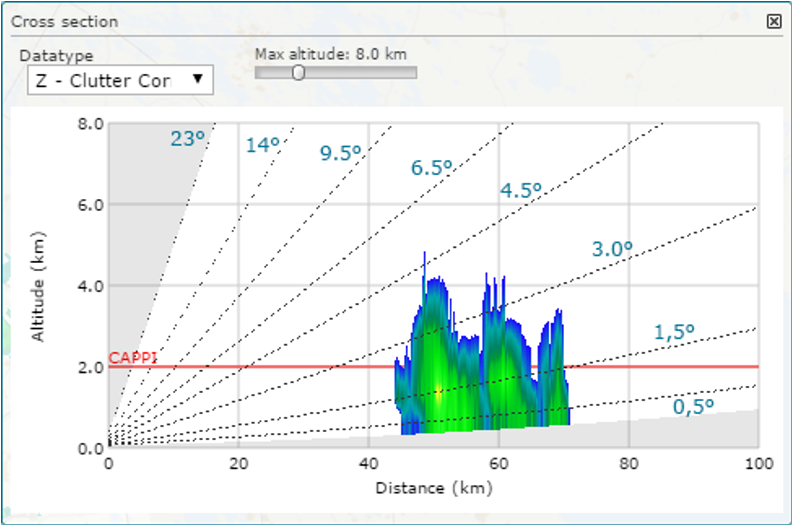 Cross section
Datatype
Max altitude: 8.0 km
Z - Clutter Cor
8.0
23º
14º
9.5º
6.5º
4.5º
6.0
3.0º
Altitude (km)
4.0
CAPPI
1,5º
2.0
0,5º
0.0
0
20
40
60
80
100
Distance (km)